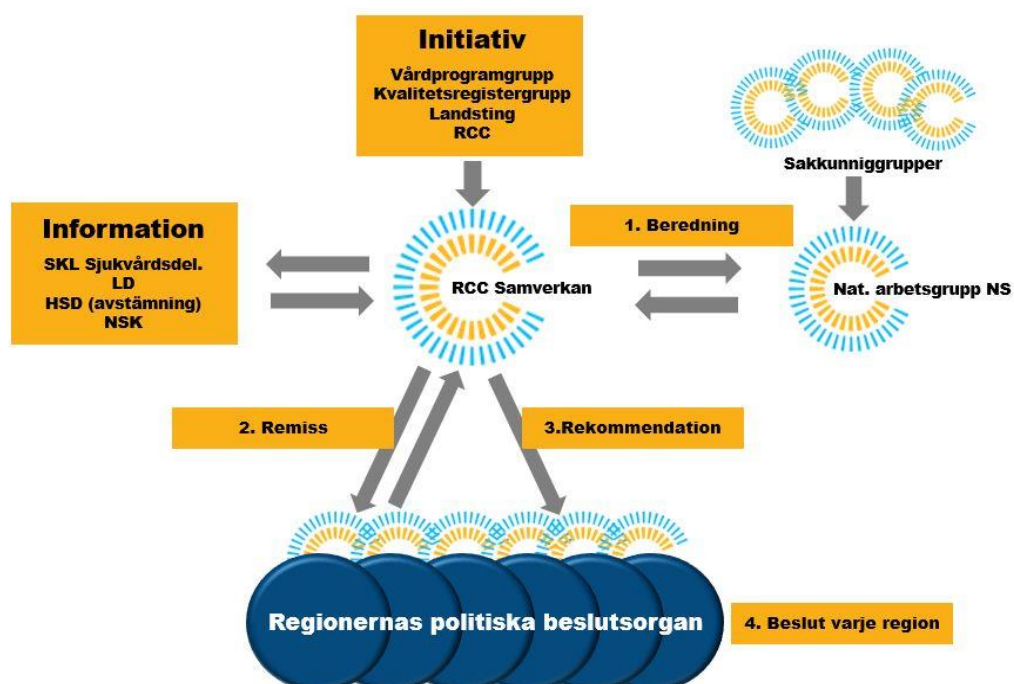 Initiativ
Vårdprogramgrupp
Kvalitetsregistergrupp
Landsting
RCC
Sakkunniggrupper
1. Beredning
Information
SKL Sjukvårdsdel.
LD
HSD (avstämning)
NSK
RCC Samverkan
Nat. arbetsgrupp NS
2. Remiss
3.Rekommendation
Regionernas politiska beslutsorgan
4. Beslut varje region